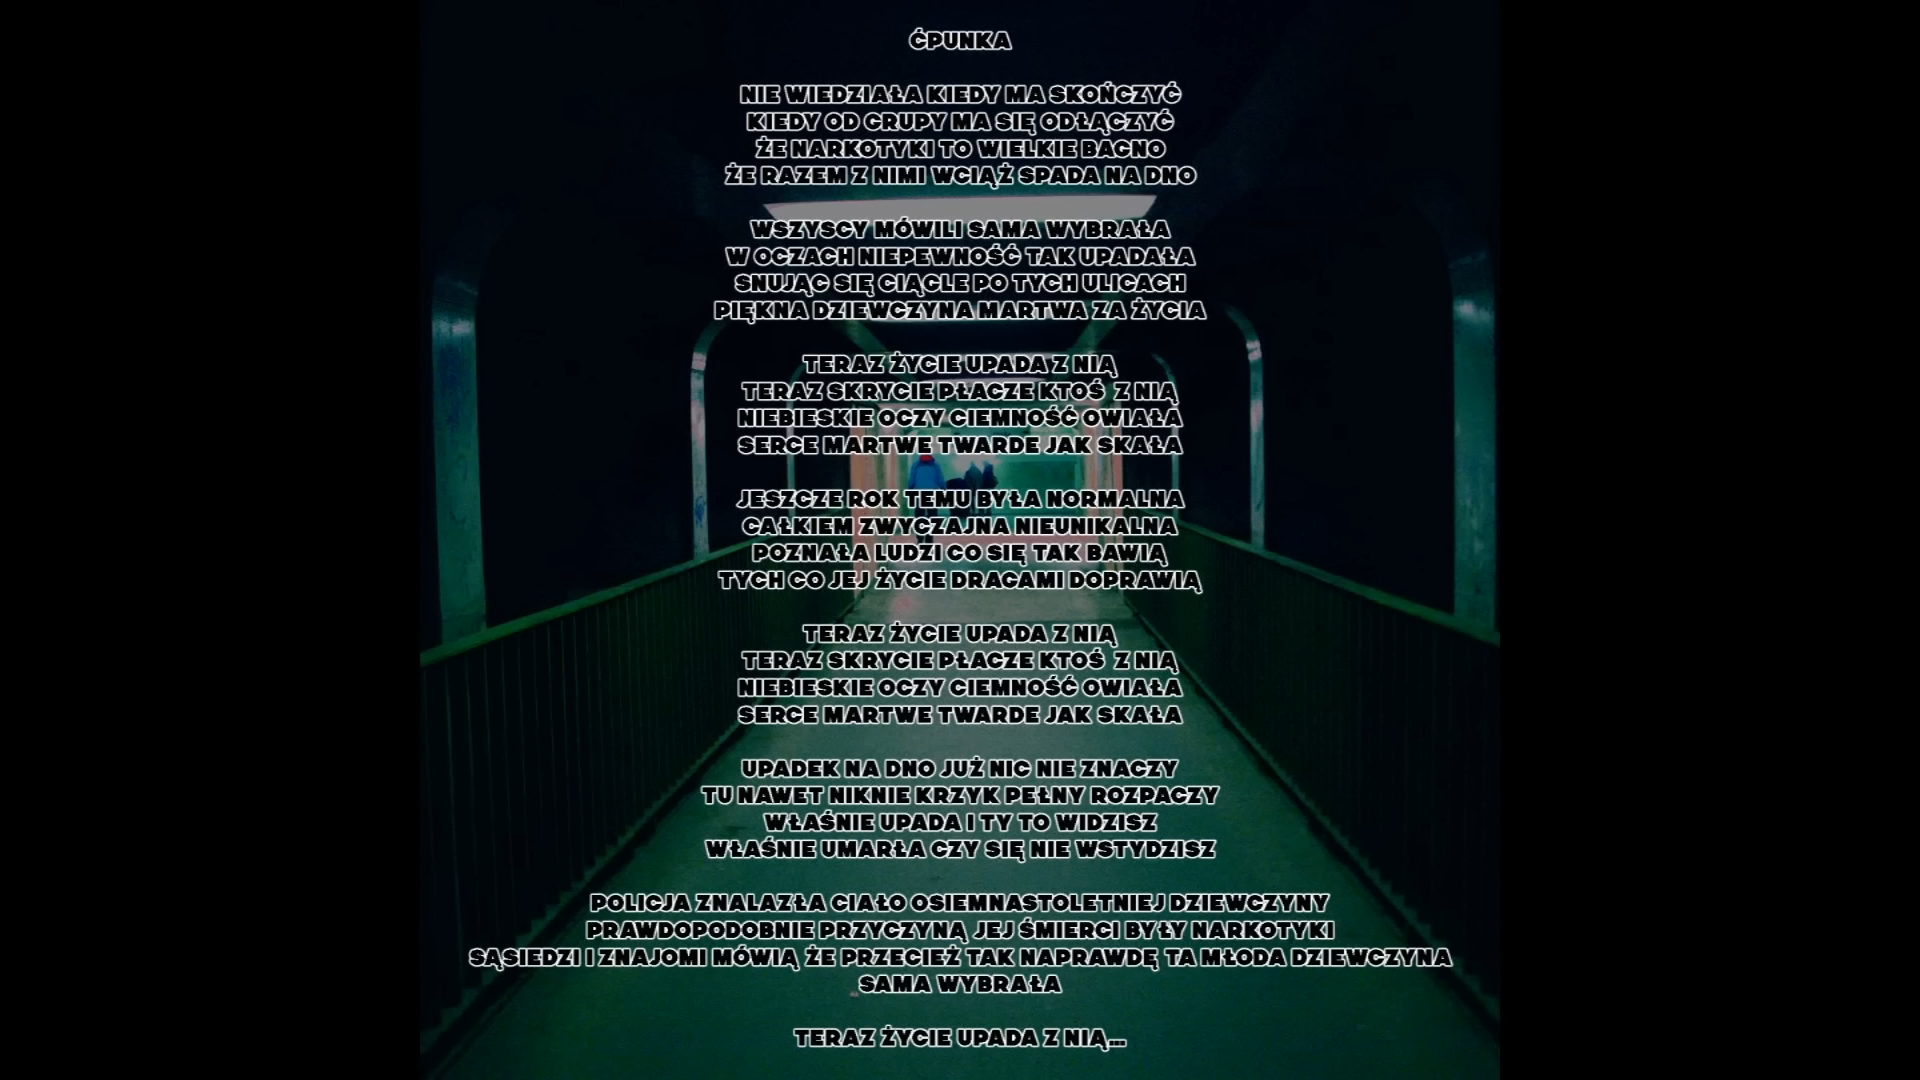 ĆPUNKA
NIE WIEDZIAŁA KIEDY MA SKOŃCZYĆ
KIEDY OD GRUPY MA SIĘ ODŁĄCZYĆ
ŻE NARKOTYKI TO WIELKIE BAGNO
ŻE RAZEM Z NIMI WCIĄŻ SPADA NA DNO
WSZYSCY MÓWILI SAMA WYBRAŁA
W OCZACH NIEPEWNOŚĆ TAK UPADAŁA
SNUJĄC SIĘ CIĄGLE PO TYCH ULICACH
PIĘKNA DZIEWCZYNA MARTWA ZA ŻYCIA
TERAZ ŻYCIE UPADA Z NIĄ
TERAZ SKRYCIE PŁACZE KTOŚ Z NIĄ
NIEBIESKIE OCZY CIEMNOŚĆ OWIAŁA
SERCE MARTWE TWARDE JAK SKAŁA
JESZCZE ROK TEMU BYŁA NORMALNA
CAŁKIEM ZWYCZAJNA NIEUNIKALNA
POZNAŁA LUDZI CO SIĘ TAK BAWIĄ
TYCH CO JEJ ŻYCIE DRAGAMI DOPRAWIĄ
TERAZ ŻYCIE UPADA Z NIĄ
TERAZ SKRYCIE PŁACZE KTOŚ Z NIĄ
NIEBIESKIE OCZY CIEMNOŚĆ OWIAŁA
SERCE MARTWE TWARDE JAK SKAŁA
UPADEK NA DNO JUŻ NIC NIE ZNACZY
TU NAWET NIKNIE KRZYK PEŁNY ROZPACZY
WŁAŚNIE UPADA I TY TO WIDZISZ
WŁAŚNIE UMARŁA CZY SIĘ NIE WSTYDZISZ
POLICJA ZNALAZŁA CIAŁO OSIEMNASTOLETNIEJ DZIEWCZYNY
PRAWDOPODOBNIE PRZYCZYNĄ JEJ ŚMIERCI BYŁY NARKOTYKI
SĄSIEDZI I ZNAJOMI MÓWIĄ ŻE PRZECIEŻ TAK NAPRAWDĘ TA MŁODA DZIEWCZYNA
„SAMA WYBRAŁA
TERAZ ŻYCIE UPADA Z NIĄ...